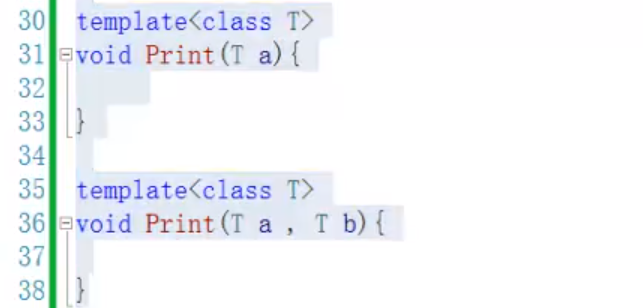 30 template<class T>
31 void Print(T a){
32
33 }
34
35 template<class T>
36 void Print(T a , T b){
37
38 }